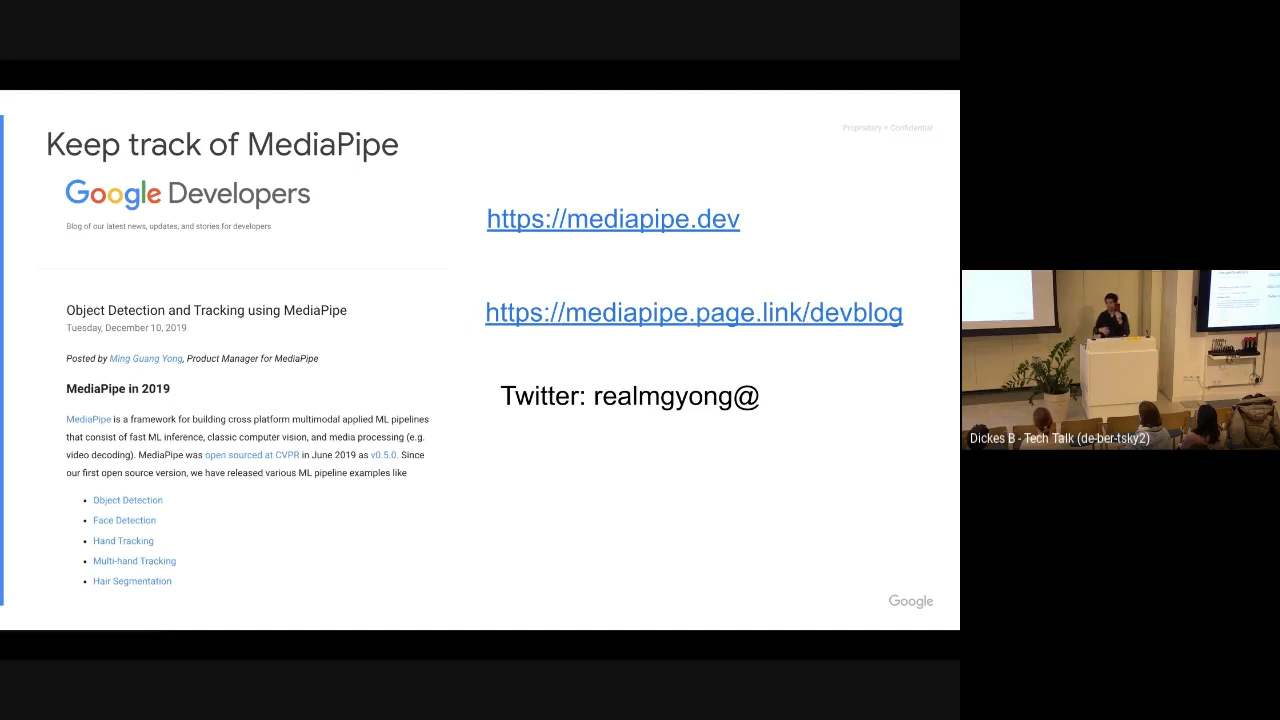 Keep track of MediaPipe
Proprietary + Confidential
Google Developers
Blog of our latest news, updates, and stories for developers
Object Detection and Tracking using MediaPipe
Tuesday, December 10, 2019
Posted by Ming Guang Yong, Product Manager for MediaPipe
MediaPipe in 2019
MediaPipe is a framework for building cross platform multimodal applied ML pipelines
that consist of fast ML inference, classic computer vision, and media processing (e.g.
video decoding). MediaPipe was open sourced at CVPR in June 2019 as v0.5.0. Since
our first open source version, we have released various ML pipeline examples like
• Object Detection
• Face Detection
• Hand Tracking
• Multi-hand Tracking
• Hair Segmentation
https://mediapipe.dev
https://mediapipe.page.link/devblog
Twitter: realmgyong@
Google
Dickes B - Tech Talk (de-ber-tsky2)